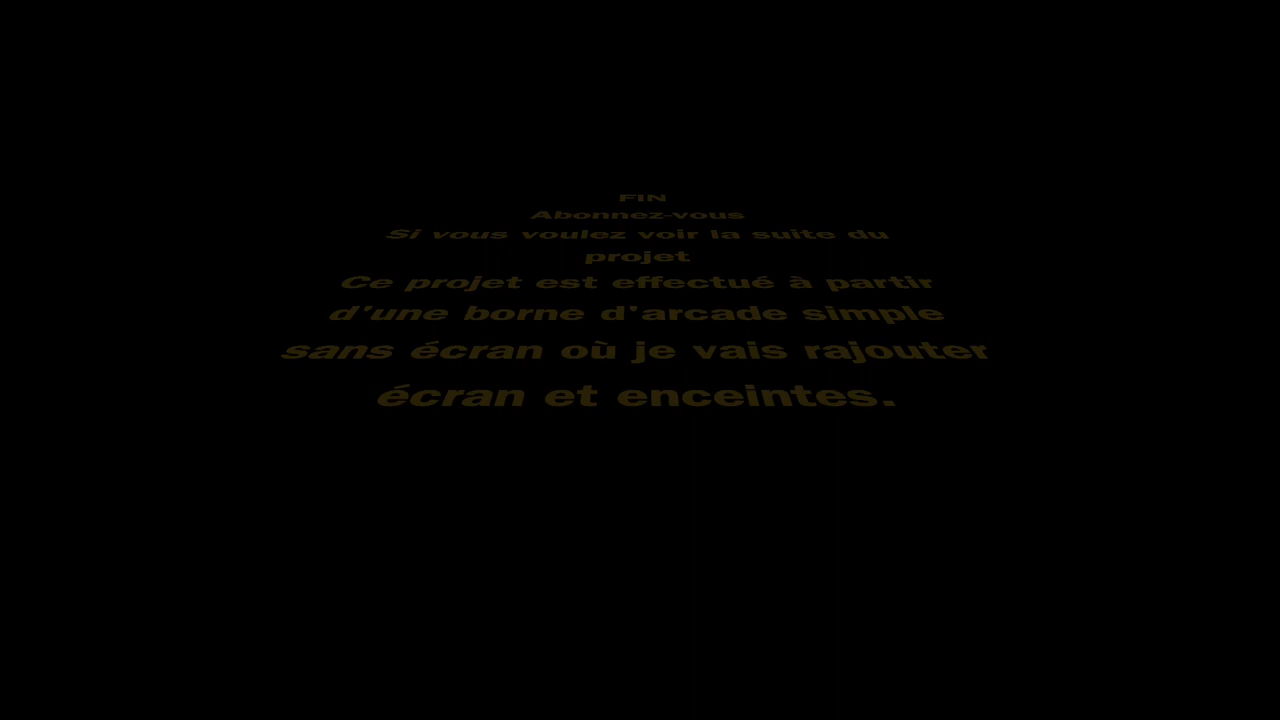 FIN
Abonnez-vous
Si vous voulez voir la suite du
projet
Ce projet est effectué à partir
d'une borne d'arcade simple
sans écran où je vais rajouter
écran et enceintes.